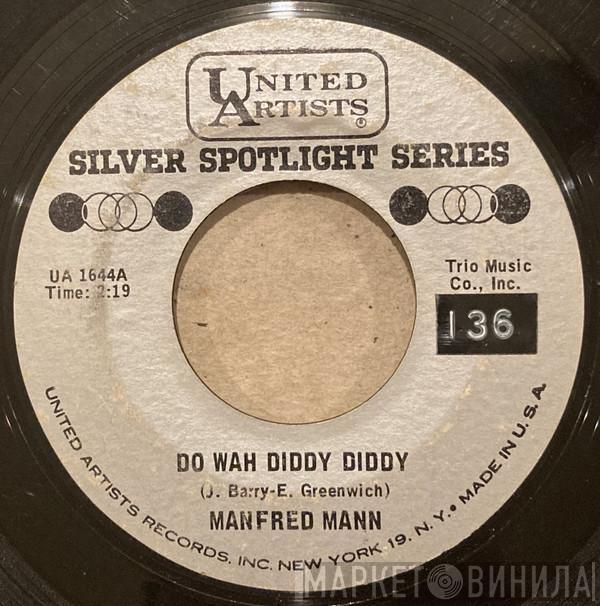 UNITED
ARTISTS
®
SILVER SPOTLIGHT SERIES
UA 1644A
Time: 2:19
Trio Music
Co., Inc.
136
DO WAH DIDDY DIDDY
(J. Barry-E. Greenwich)
MANFRED MANN
UNITED ARTISTS RECORDS, INC. NEW YORK 19, N. Y. • MADE IN U.S.A.
МАРКЕТ ВИНИЛА